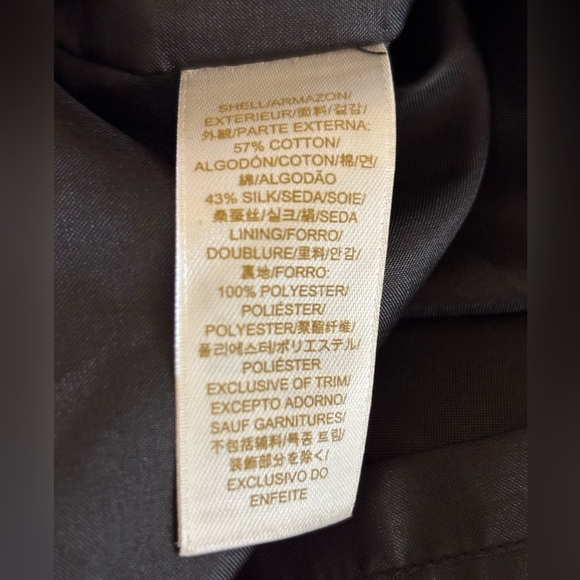 SHELL/ARMAZON/
EXTERIEUR/面料/겉감/
外観/PARTE EXTERNA:
57% COTTON/
ALGODÓN/COTON/棉/면/
綿/ALGODÃO
43% SILK/SEDA/SOIE/
桑蚕丝/실크/絹/SEDA
LINING/FORRO/
DOUBLURE/里料/안감/
裏地/FORRO:
100% POLYESTER/
POLIÉSTER/
POLYESTER/聚酯纤维/
폴리에스터/ポリエステル/
POLIÉSTER
EXCLUSIVE OF TRIM/
EXCEPTO ADORNO/
SAUF GARNITURES/
不包括辅料/독종 트림/
装飾部分を除く/
EXCLUSIVO DO
ENFEITE